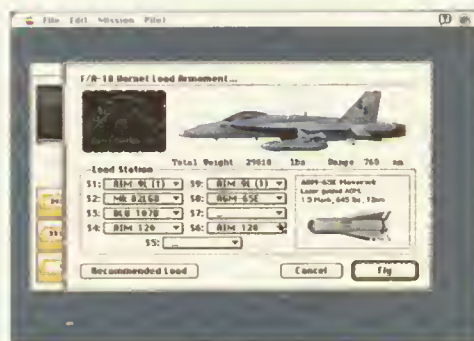 File Edit Mission Pilot
F/A-18 Hornet Load Armament...
Total Weight 29018 lbs Range 760 nm
Load Station
S1: AIM 9L (1) S9: AIM 9L (1)
S2: MK 82LGB S8: AGM-65E
S3: BLU 107B S7: _
S4: AIM 120 S6: AIM 120
S5: _
AGM-65E Maverick
Laser guided AGM
1.5 Mach, 645 lbs, 12nm
Recommended Load Cancel Fly